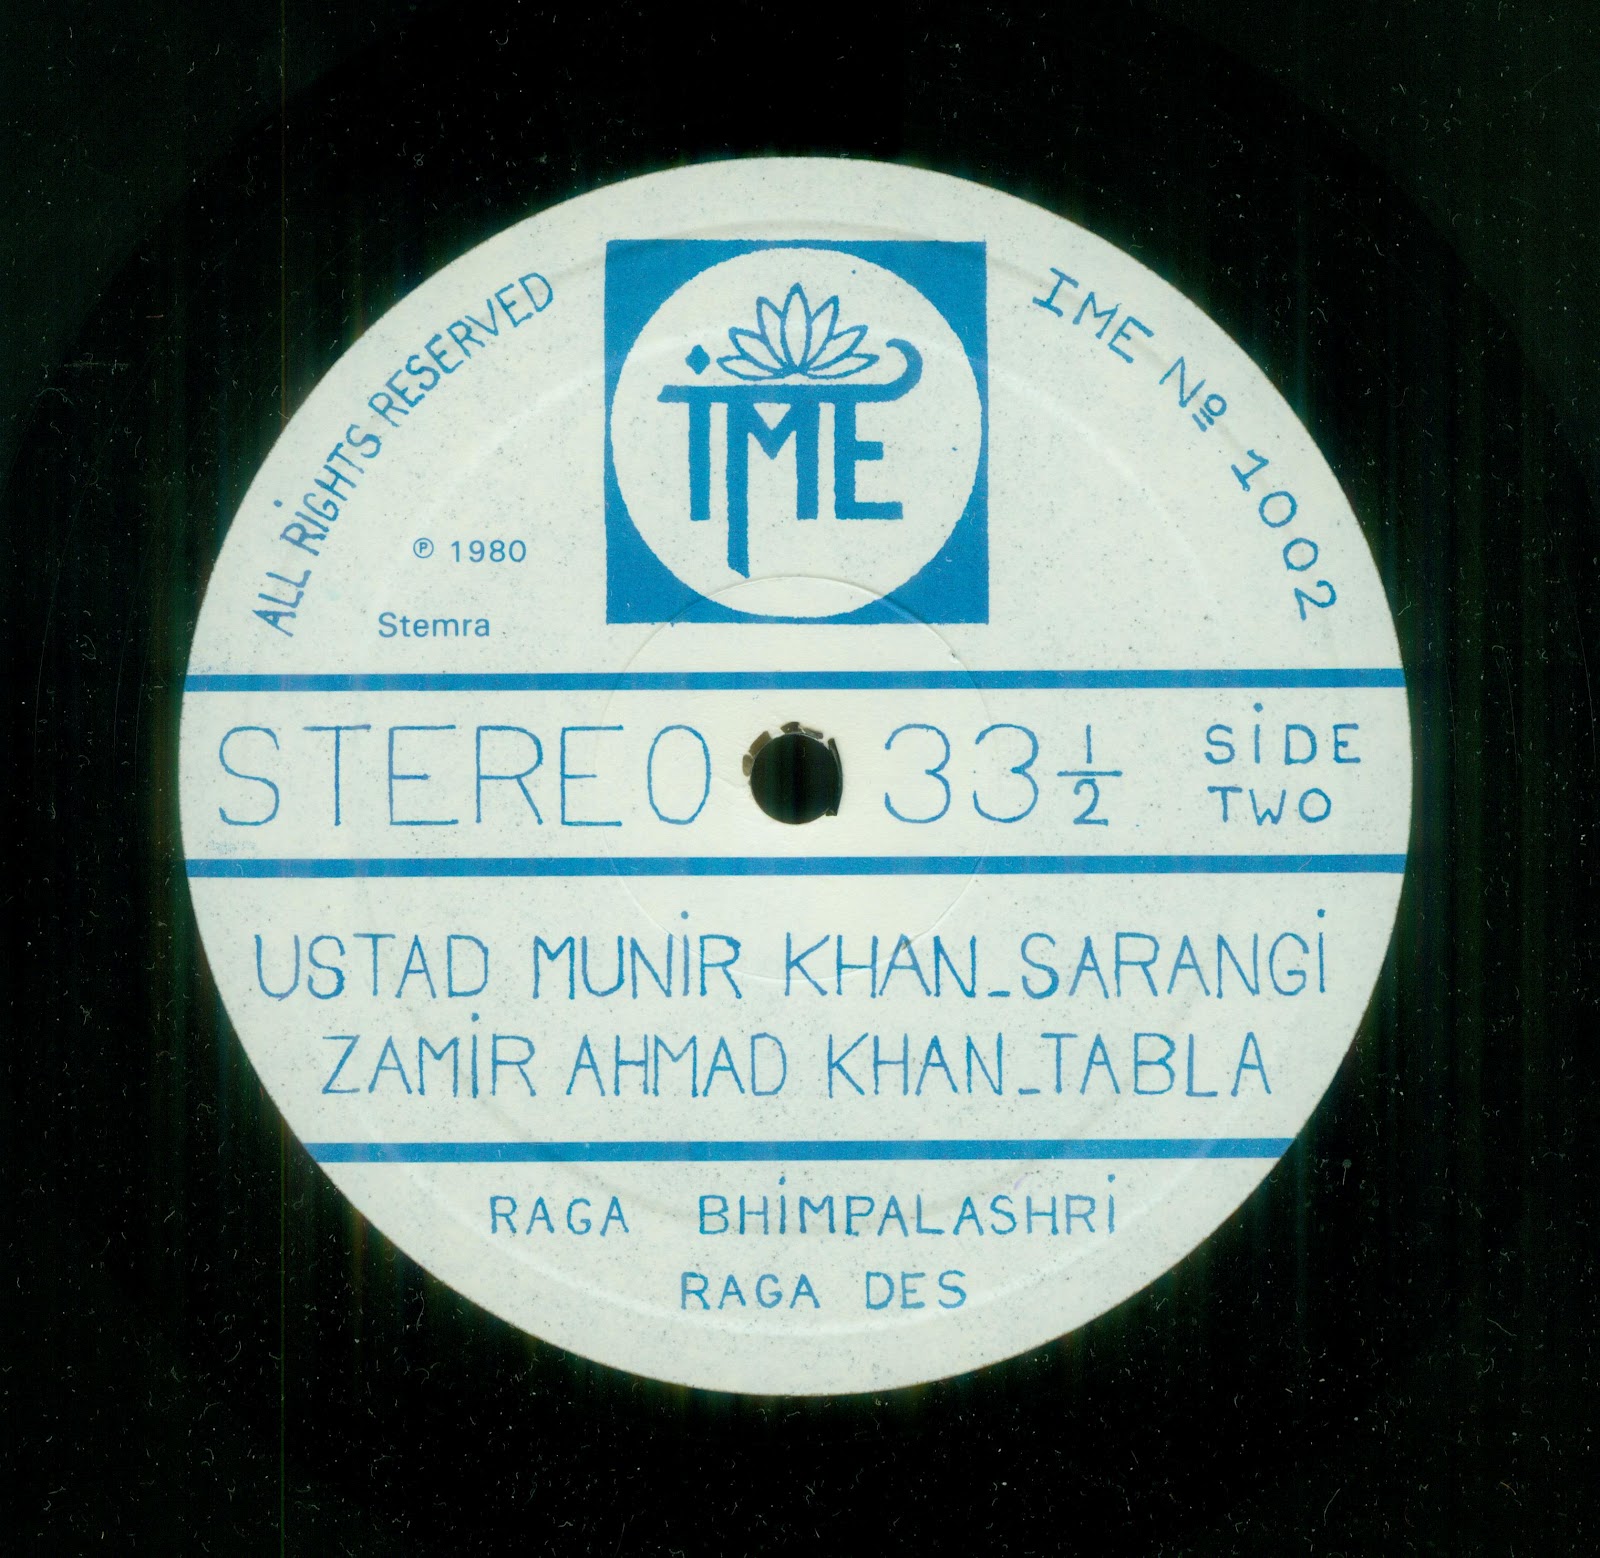 ALL RIGHTS RESERVED
IME
IME Nº 1002
℗ 1980
Stemra
STEREO 33 1/2 SIDE TWO
USTAD MUNIR KHAN_SARANGI
ZAMIR AHMAD KHAN_TABLA
RAGA BHIMPALASHRI
RAGA DES